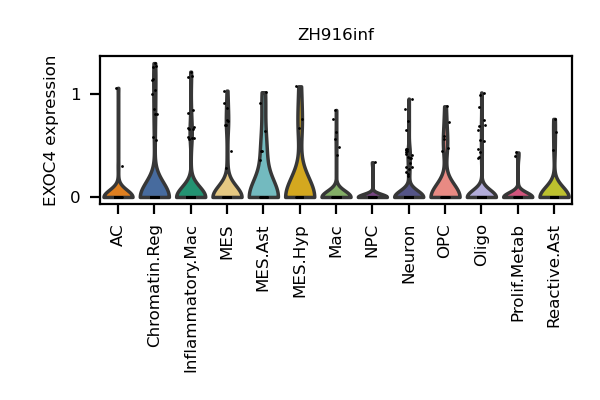 ZH916inf
EXOC4 expression
1
0
AC
Chromatin.Reg
Inflammatory.Mac
MES
MES.Ast
MES.Hyp
Mac
NPC
Neuron
OPC
Oligo
Prolif.Metab
Reactive.Ast